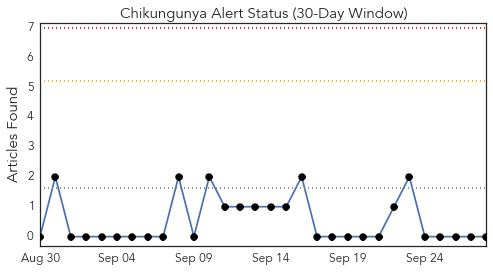 Chikungunya Alert Status (30-Day Window)
Articles Found
7
6
5
4
3
2
1
0
Aug 30 Sep 04 Sep 09 Sep 14 Sep 19 Sep 24